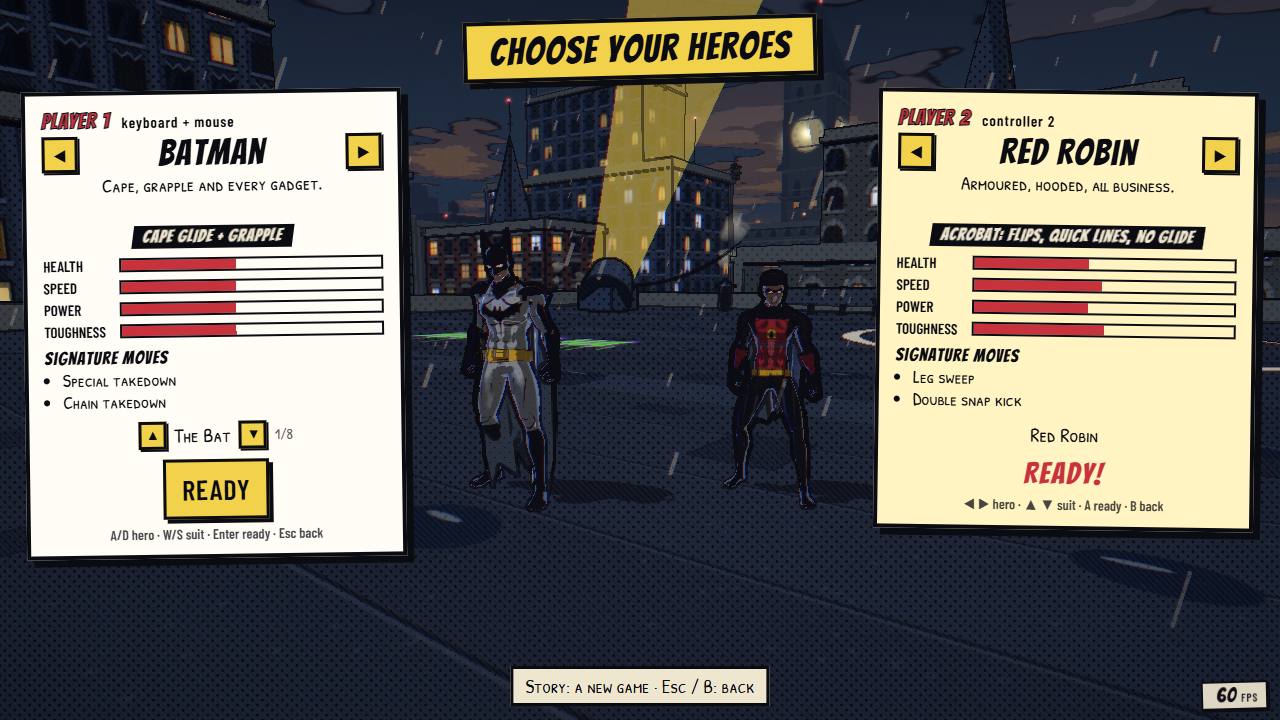 CHOOSE YOUR HEROES
PLAYER 1 keyboard + mouse
◀ BATMAN ▶
Cape, grapple and every gadget.
CAPE GLIDE + GRAPPLE
HEALTH
SPEED
POWER
TOUGHNESS
SIGNATURE MOVES
• Special takedown
• Chain takedown
▲ The Bat ▼ 1/8
READY
A/D hero · W/S suit · Enter ready · Esc back
PLAYER 2 controller 2
◀ RED ROBIN ▶
Armoured, hooded, all business.
ACROBAT: FLIPS, QUICK LINES, NO GLIDE
HEALTH
SPEED
POWER
TOUGHNESS
SIGNATURE MOVES
• Leg sweep
• Double snap kick
Red Robin
READY!
◀ ▶ hero · ▲ ▼ suit · A ready · B back
Story: a new game · Esc / B: back
60 FPS